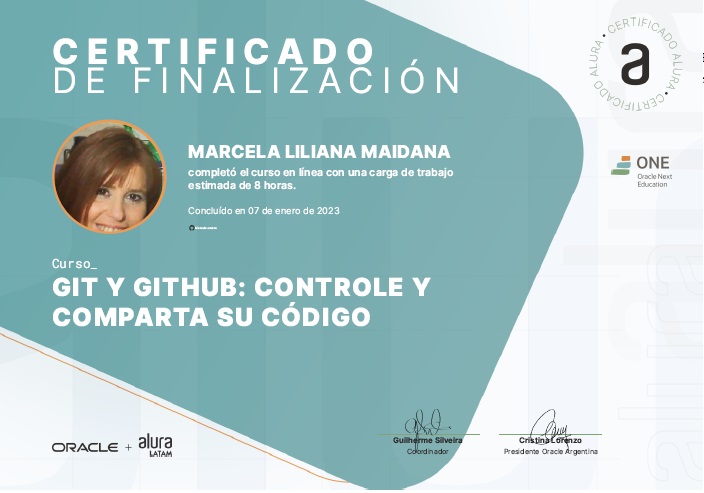 CERTIFICADO
DE FINALIZACIÓN
CERTIFICADO ALURA • CERTIFICADO ALURA •
a
MARCELA LILIANA MAIDANA
completó el curso en línea con una carga de trabajo
estimada de 8 horas.
ONE
Oracle Next
Education
Concluído en 07 de enero de 2023
Curso_
GIT Y GITHUB: CONTROLE Y
COMPARTA SU CÓDIGO
Guilherme Silveira
Coordinador
Cristina Lorenzo
Presidente Oracle Argentina
ORACLE + alura
LATAM